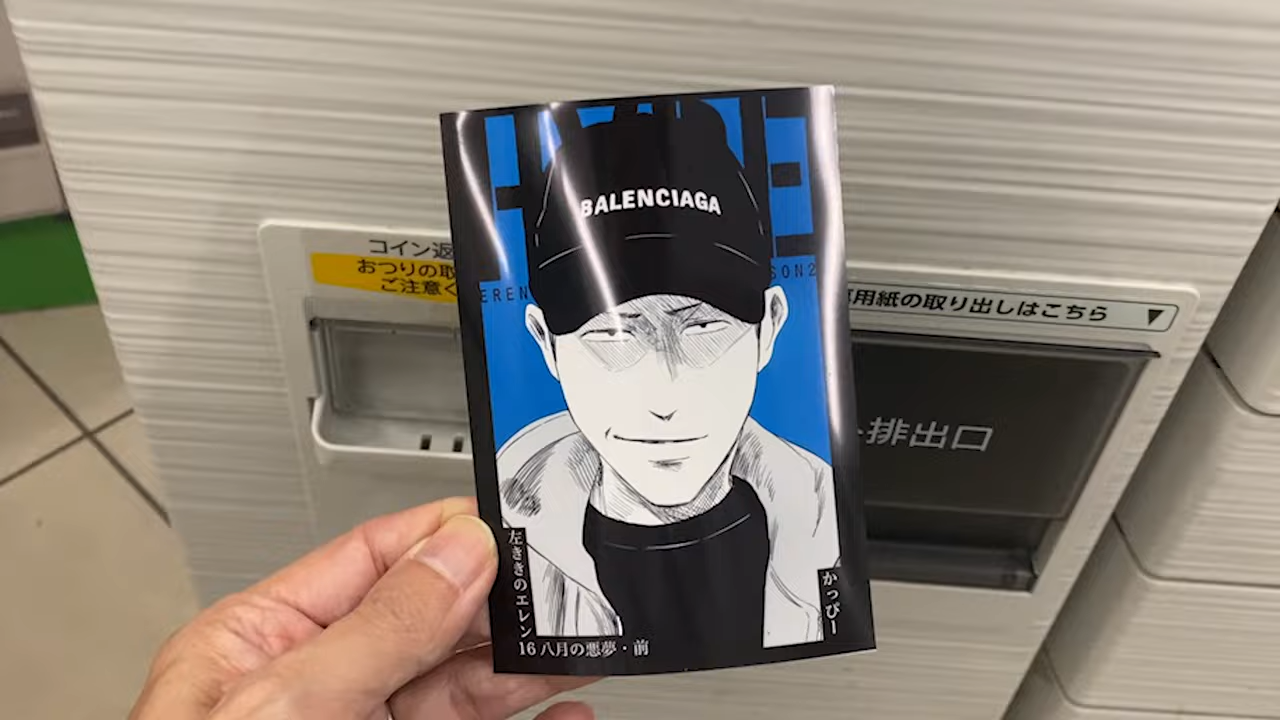 BALENCIAGA
コイン返
おつりの取
ご注意く
用紙の取り出しはこちら
排出口
EREN
SON2
左ききのエレン
かっぴー
16 八月の悪夢・前